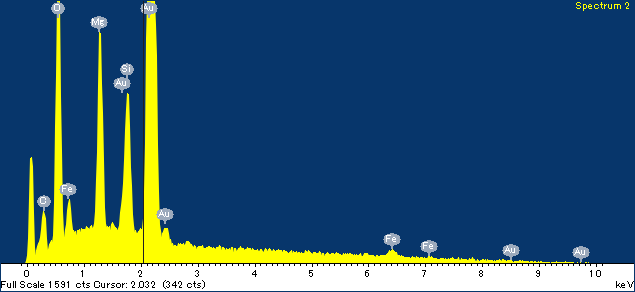 Spectrum 2
O
Au
Mg
Si
Au
Fe
O
Au
Fe
Fe
Au
Au
0 1 2 3 4 5 6 7 8 9 10
Full Scale 1591 cts Cursor: 2.032 (342 cts)
keV